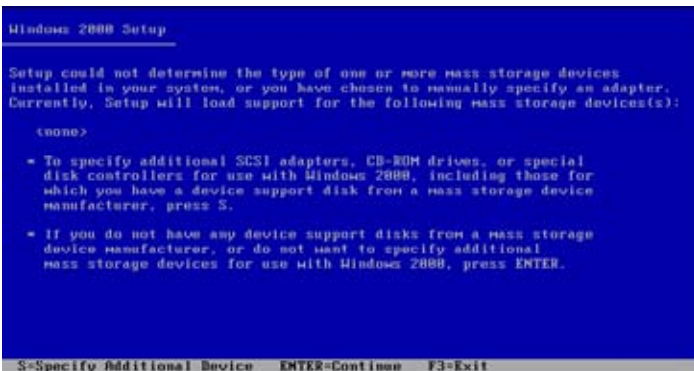 Windows 2000 Setup
Setup could not determine the type of one or more mass storage devices
installed in your system, or you have chosen to manually specify an adapter.
Currently, Setup will load support for the following mass storage devices(s):
(none)
* To specify additional SCSI adapters, CD-ROM drives, or special
disk controllers for use with Windows 2000, including those for
which you have a device support disk from a mass storage device
manufacturer, press S.
* If you do not have any device support disks from a mass storage
device manufacturer, or do not want to specify additional
mass storage devices for use with Windows 2000, press ENTER.
S=Specify Additional Device ENTER=Continue F3=Exit